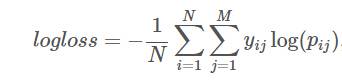 logloss = −\frac{1}{N} \sum_{i=1}^{N} \sum_{j=1}^{M} y_{ij} \log(p_{ij}).